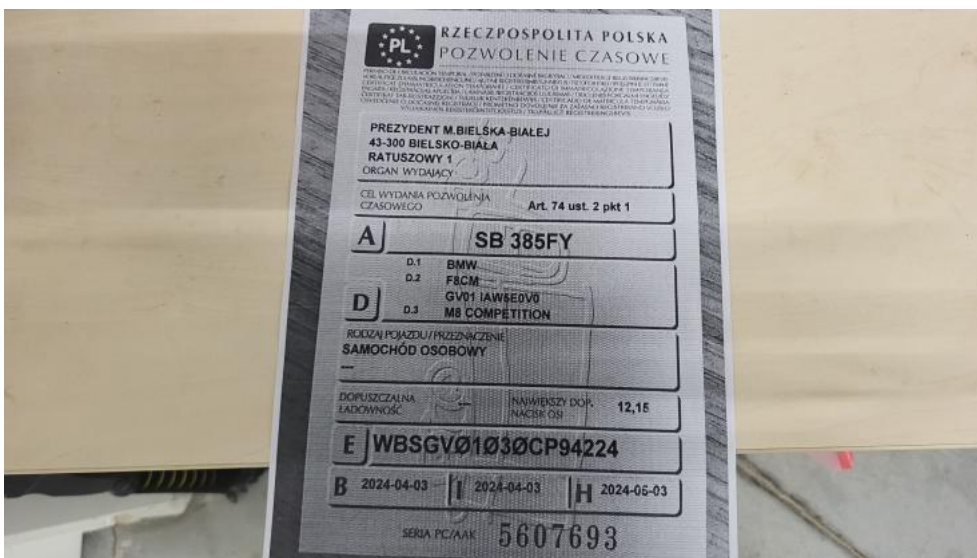 PL
RZECZPOSPOLITA POLSKA
POZWOLENIE CZASOWE
PREZYDENT M.BIELSKA-BIAŁEJ
43-300 BIELSKO-BIAŁA
RATUSZOWY 1
ORGAN WYDAJĄCY
CEL WYDANIA POZWOLENIA
CZASOWEGO Art. 74 ust. 2 pkt 1
A SB 385FY
D.1 BMW
D.2 F8CM
GV01 IAW5E0V0
D D.3 M8 COMPETITION
RODZAJ POJAZDU/PRZEZNACZENIE
SAMOCHÓD OSOBOWY
---
DOPUSZCZALNA ŁADOWNOŚĆ --- NAJWIĘKSZY DOP. NACISK OSI 12,15
E WBSGVØ1Ø3ØCP94224
B 2024-04-03 I 2024-04-03 H 2024-05-03
SERIA PC/AAK 5607693